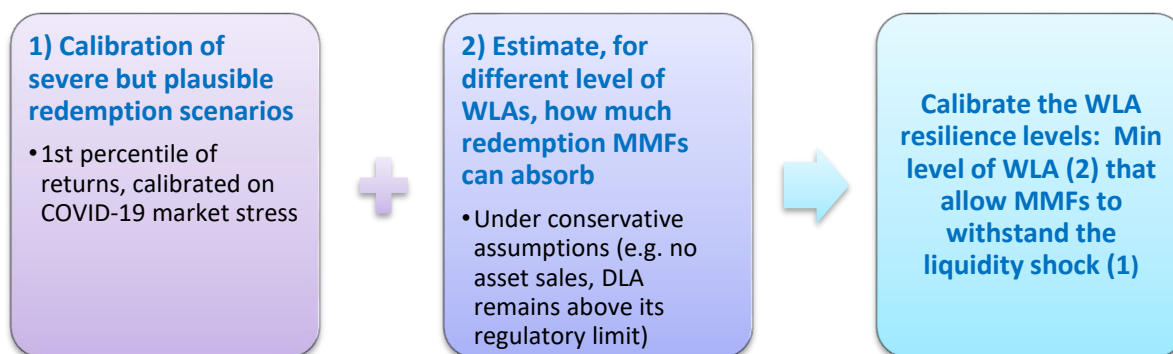 1) Calibration of
severe but plausible
redemption scenarios
•1st percentile of
returns, calibrated on
COVID-19 market stress
2) Estimate, for
different level of
WLAs, how much
redemption MMFs
can absorb
•Under conservative
assumptions (e.g. no
asset sales, DLA
remains above its
regulatory limit)
Calibrate the WLA
resilience levels: Min
level of WLA (2) that
allow MMFs to
withstand the
liquidity shock (1)